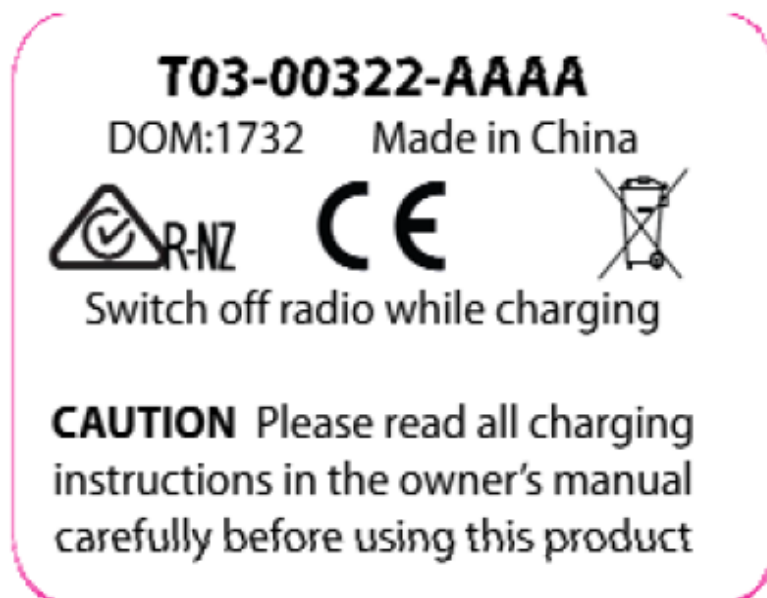 T03-00322-AAAA
DOM:1732 Made in China
R-NZ CE
Switch off radio while charging
CAUTION Please read all charging
instructions in the owner's manual
carefully before using this product